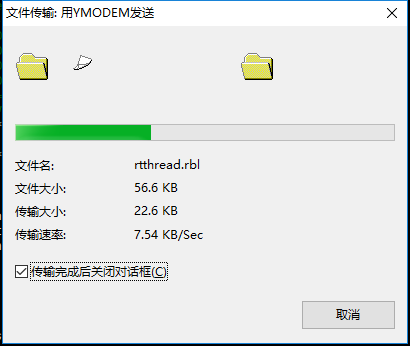 文件传输: 用YMODEM发送
文件名: rtthread.rbl
文件大小: 56.6 KB
传输大小: 22.6 KB
传输速率: 7.54 KB/Sec
传输完成后关闭对话框(C)
取消